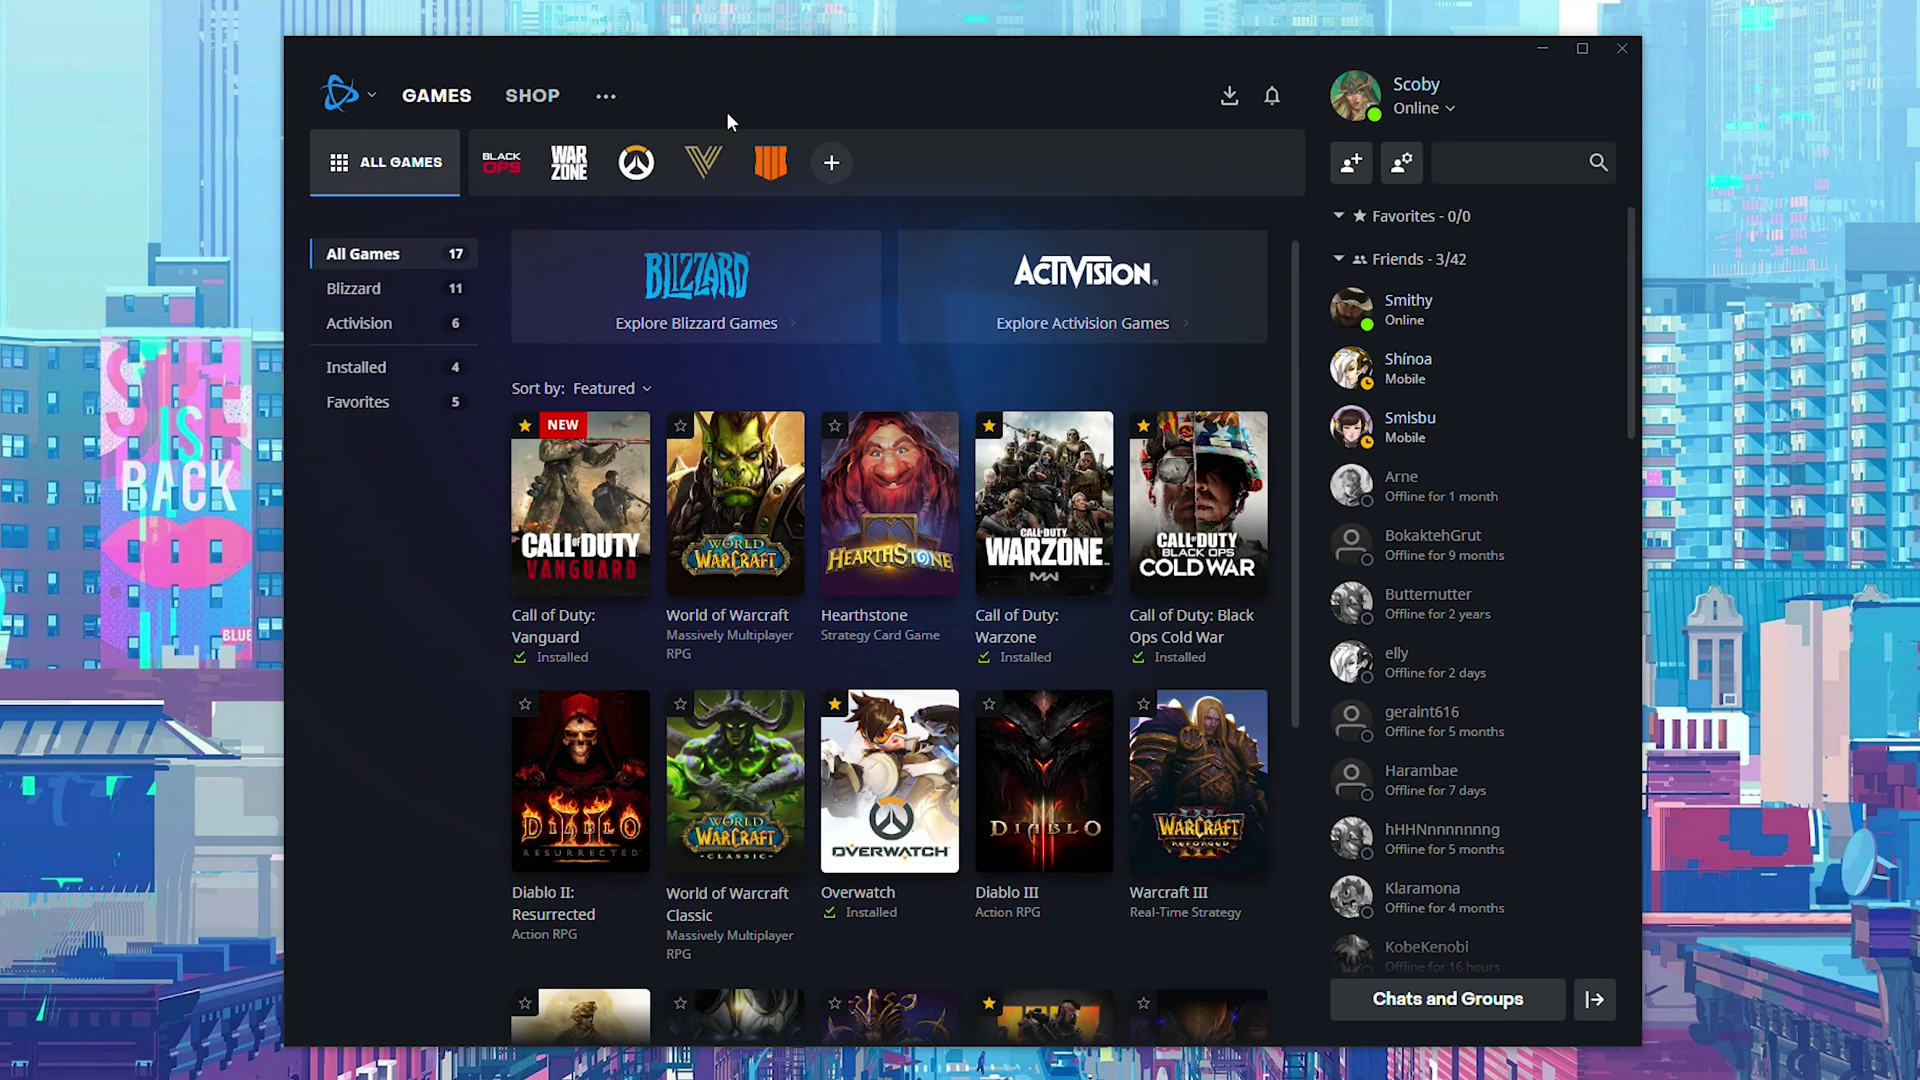 GAMES
SHOP
Scoby
Online
ALL GAMES
BLACK
OPS
WAR
ZONE
Favorites - 0/0
All Games 17
BLIZZARD
ACTIVISION
Friends - 3/42
Blizzard 11
Activision 6
Explore Blizzard Games
Explore Activision Games
Smithy
Online
Installed 4
Shínoa
Mobile
Favorites 5
Sort by: Featured
Smisbu
Mobile
NEW
CALL OF DUTY
VANGUARD
WORLD
WARCRAFT
HEARTHSTONE
CALL OF DUTY
WARZONE
MW
CALL OF DUTY
BLACK OPS
COLD WAR
Call of Duty:
Vanguard
Installed
World of Warcraft
Massively Multiplayer
RPG
Hearthstone
Strategy Card Game
Call of Duty:
Warzone
Installed
Call of Duty: Black
Ops Cold War
Installed
Arne
Offline for 1 month
BokaktehGrut
Offline for 9 months
Butternutter
Offline for 2 years
elly
Offline for 2 days
geraint616
Offline for 5 months
Harambae
Offline for 7 days
hHHNnnnnnnng
Offline for 5 months
Klaramona
Offline for 4 months
KobeKenobi
Offline for 16 hours
DIABLO
RESURRECTED
WORLD
WARCRAFT
CLASSIC
OVERWATCH
DIABLO
III
WARCRAFT
REFORGED
III
Diablo II:
Resurrected
Action RPG
World of Warcraft
Classic
Massively Multiplayer
RPG
Overwatch
Installed
Diablo III
Action RPG
Warcraft III
Real-Time Strategy
Chats and Groups
IS
BACK
BLUE